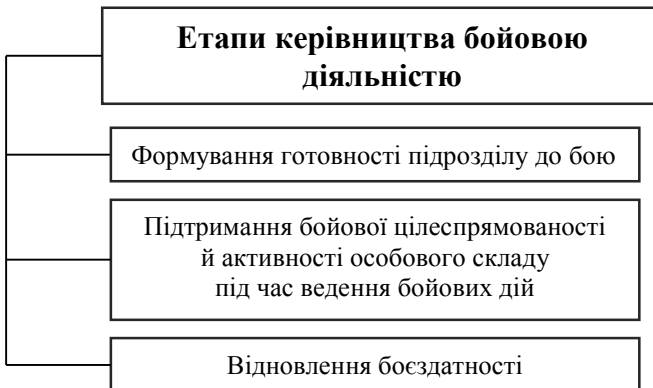 Етапи керівництва бойовою
діяльністю
Формування готовності підрозділу до бою
Підтримання бойової цілеспрямованості
й активності особового складу
під час ведення бойових дій
Відновлення боєздатності